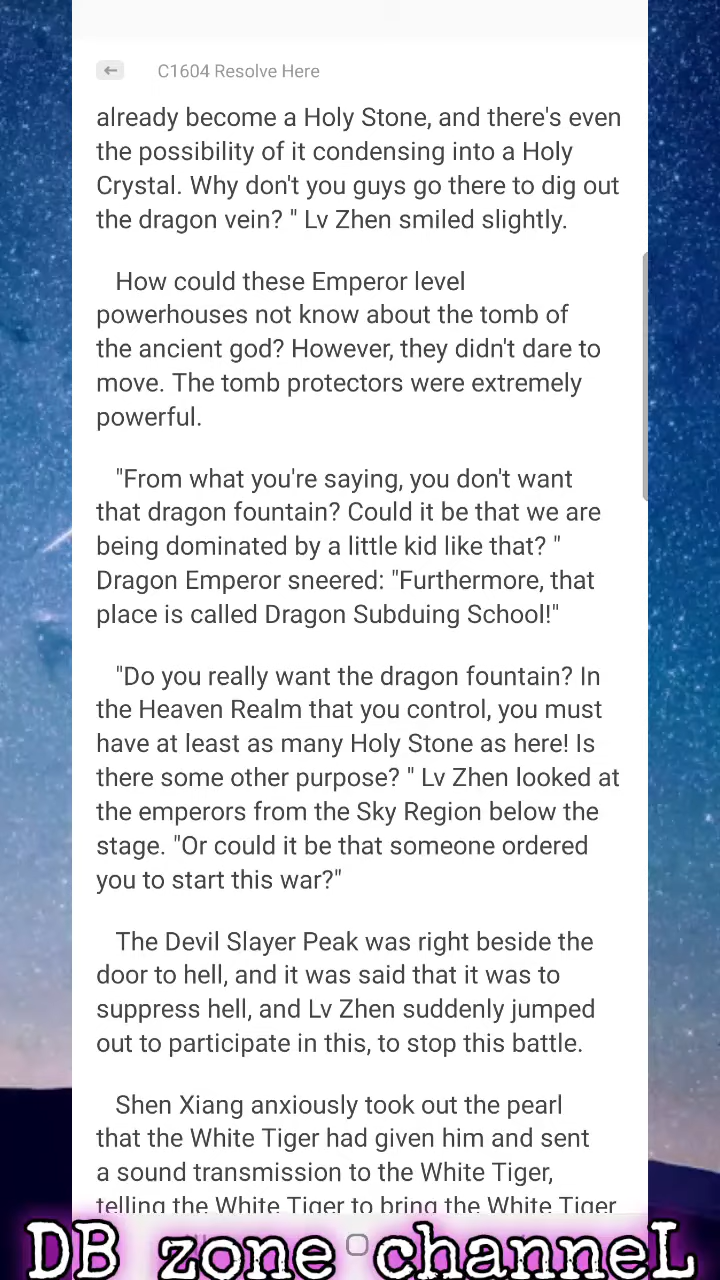 ← C1604 Resolve Here
already become a Holy Stone, and there's even
the possibility of it condensing into a Holy
Crystal. Why don't you guys go there to dig out
the dragon vein? " Lv Zhen smiled slightly.
How could these Emperor level
powerhouses not know about the tomb of
the ancient god? However, they didn't dare to
move. The tomb protectors were extremely
powerful.
"From what you're saying, you don't want
that dragon fountain? Could it be that we are
being dominated by a little kid like that? "
Dragon Emperor sneered: "Furthermore, that
place is called Dragon Subduing School!"
"Do you really want the dragon fountain? In
the Heaven Realm that you control, you must
have at least as many Holy Stone as here! Is
there some other purpose? " Lv Zhen looked at
the emperors from the Sky Region below the
stage. "Or could it be that someone ordered
you to start this war?"
The Devil Slayer Peak was right beside the
door to hell, and it was said that it was to
suppress hell, and Lv Zhen suddenly jumped
out to participate in this, to stop this battle.
Shen Xiang anxiously took out the pearl
that the White Tiger had given him and sent
a sound transmission to the White Tiger,
telling the White Tiger to bring the White Tiger
DB zone channeL